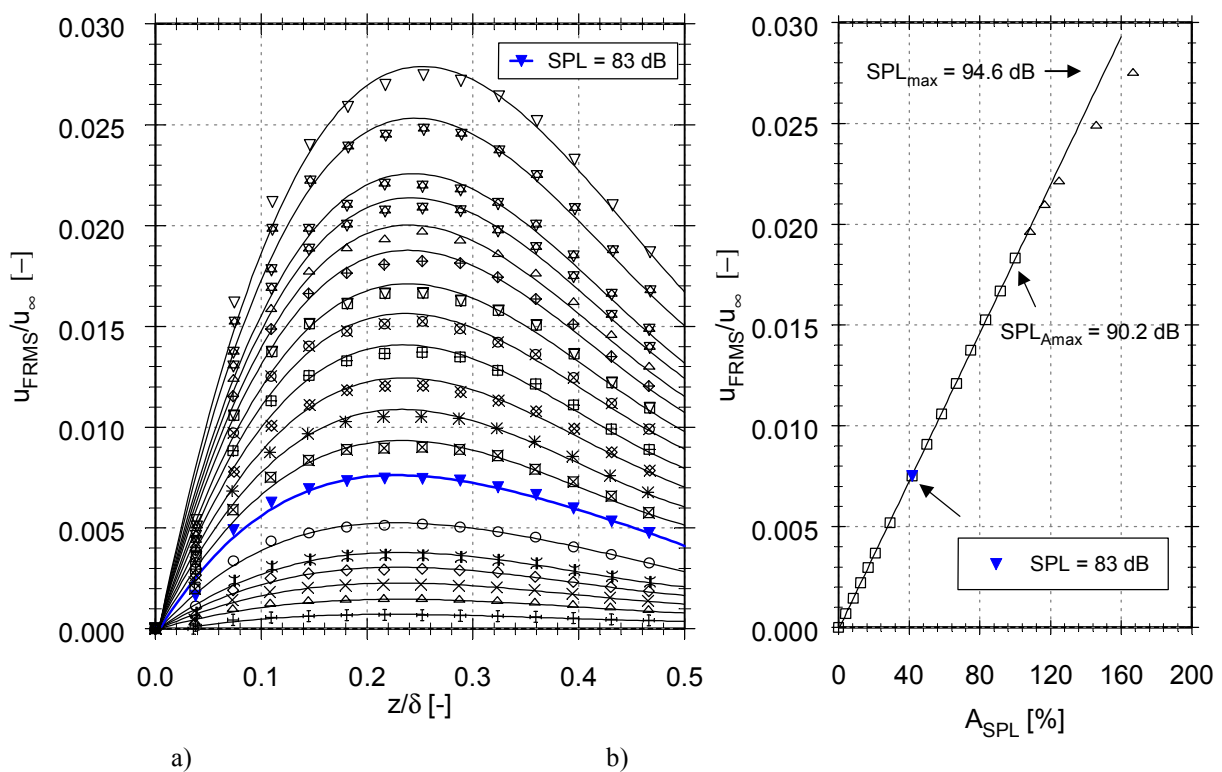 0.030
0.025
0.020
0.015
0.010
0.005
0.000
u_FRMS/u_∞ [–]
SPL = 83 dB
0.0 0.1 0.2 0.3 0.4 0.5
z/δ [-]
a)
0.030
0.025
0.020
0.015
0.010
0.005
0.000
u_FRMS/u_∞ [–]
SPL_max = 94.6 dB
SPL_Amax = 90.2 dB
SPL = 83 dB
0 40 80 120 160 200
A_SPL [%]
b)